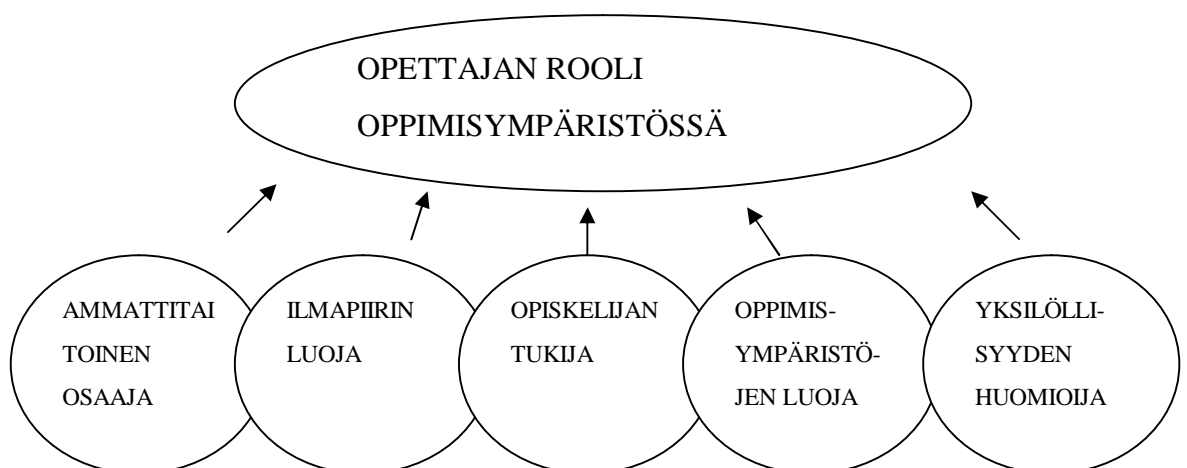 OPETTAJAN ROOLI
OPPIMISYMPÄRISTÖSSÄ
AMMATTITAI
TOINEN
OSAAJA
ILMAPIIRIN
LUOJA
OPISKELIJAN
TUKIJA
OPPIMIS-
YMPÄRISTÖ-
JEN LUOJA
YKSILÖLLI-
SYYDEN
HUOMIOIJA